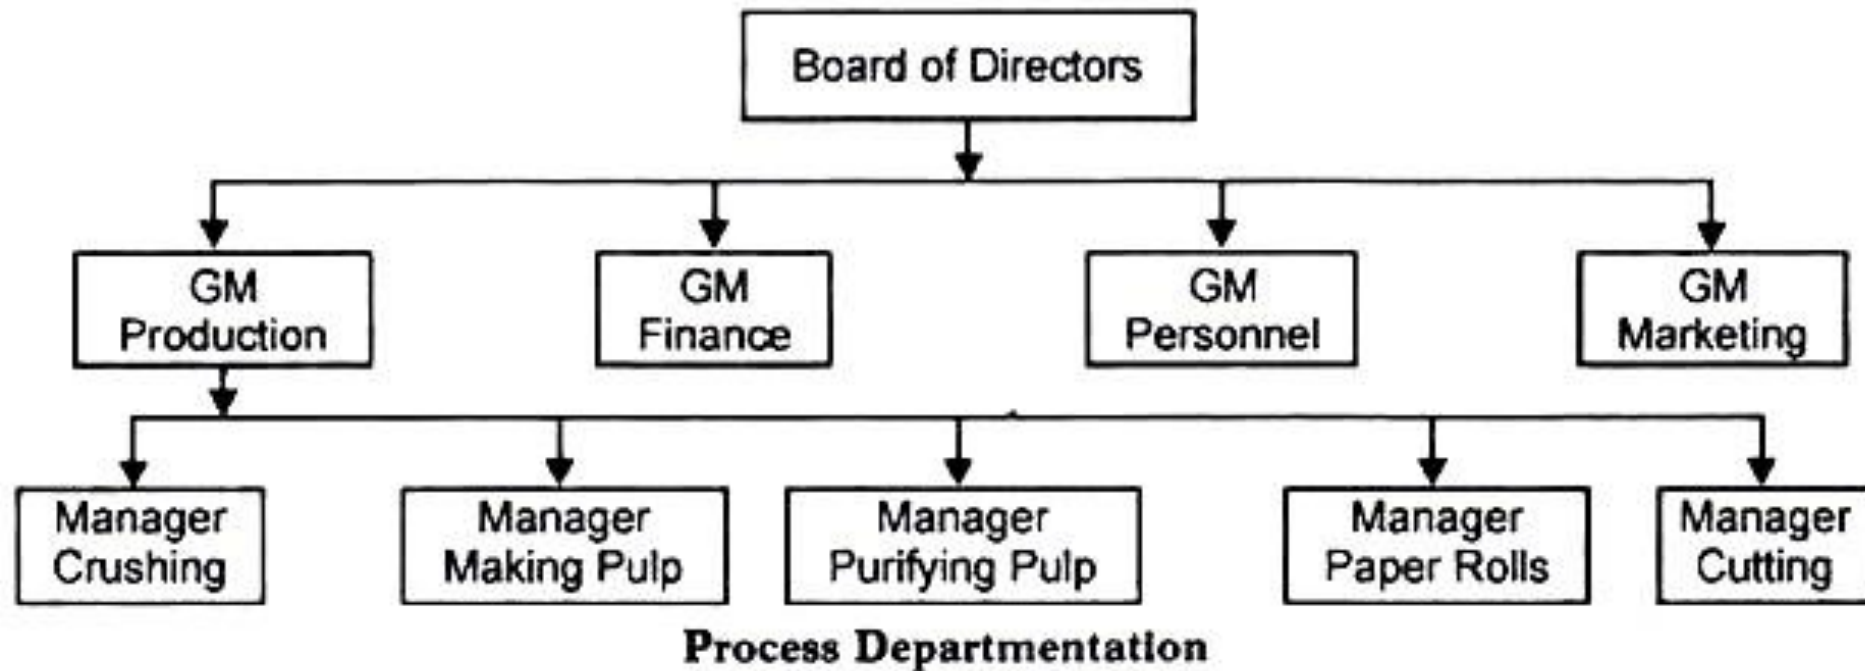 Board of Directors
GM
Production
GM
Finance
GM
Personnel
GM
Marketing
Manager
Crushing
Manager
Making Pulp
Manager
Purifying Pulp
Manager
Paper Rolls
Manager
Cutting
Process Departmentation